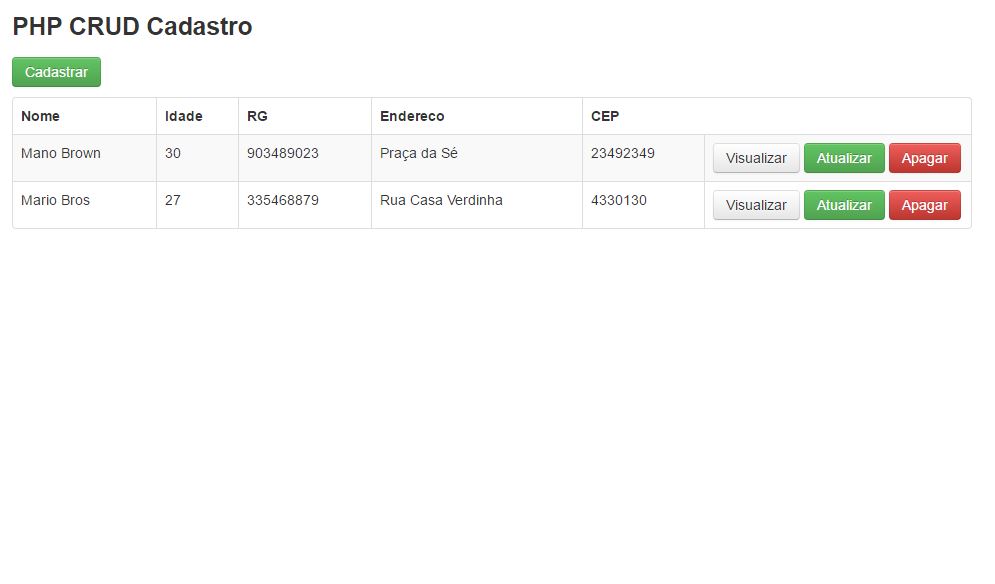 PHP CRUD Cadastro
Cadastrar
Nome Idade RG Endereco CEP
Mano Brown 30 903489023 Praça da Sé 23492349 Visualizar Atualizar Apagar
Mario Bros 27 335468879 Rua Casa Verdinha 4330130 Visualizar Atualizar Apagar